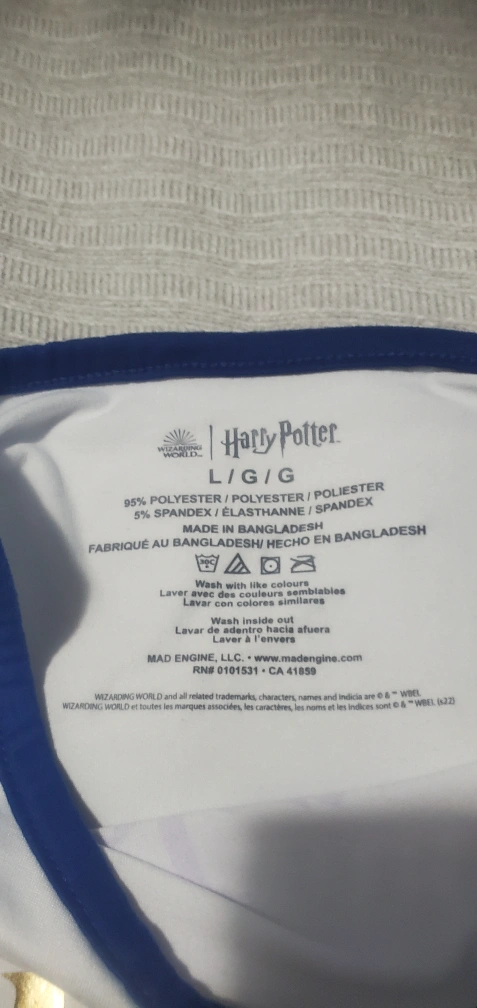 WIZARDING
WORLD
Harry Potter
L/G/G
95% POLYESTER / POLYESTER / POLIESTER
5% SPANDEX / ÉLASTHANNE / SPANDEX
MADE IN BANGLADESH
FABRIQUÉ AU BANGLADESH/ HECHO EN BANGLADESH
30C
Wash with like colours
Laver avec des couleurs semblables
Lavar con colores similares
Wash inside out
Lavar de adentro hacia afuera
Laver à l'envers
MAD ENGINE, LLC. • www.madengine.com
RN# 0101531 • CA 41859
WIZARDING WORLD and all related trademarks, characters, names and indicia are © & ™ WBEI.
WIZARDING WORLD et toutes les marques associées, les caractères, les noms et les indices sont © & ™ WBEI. (s22)